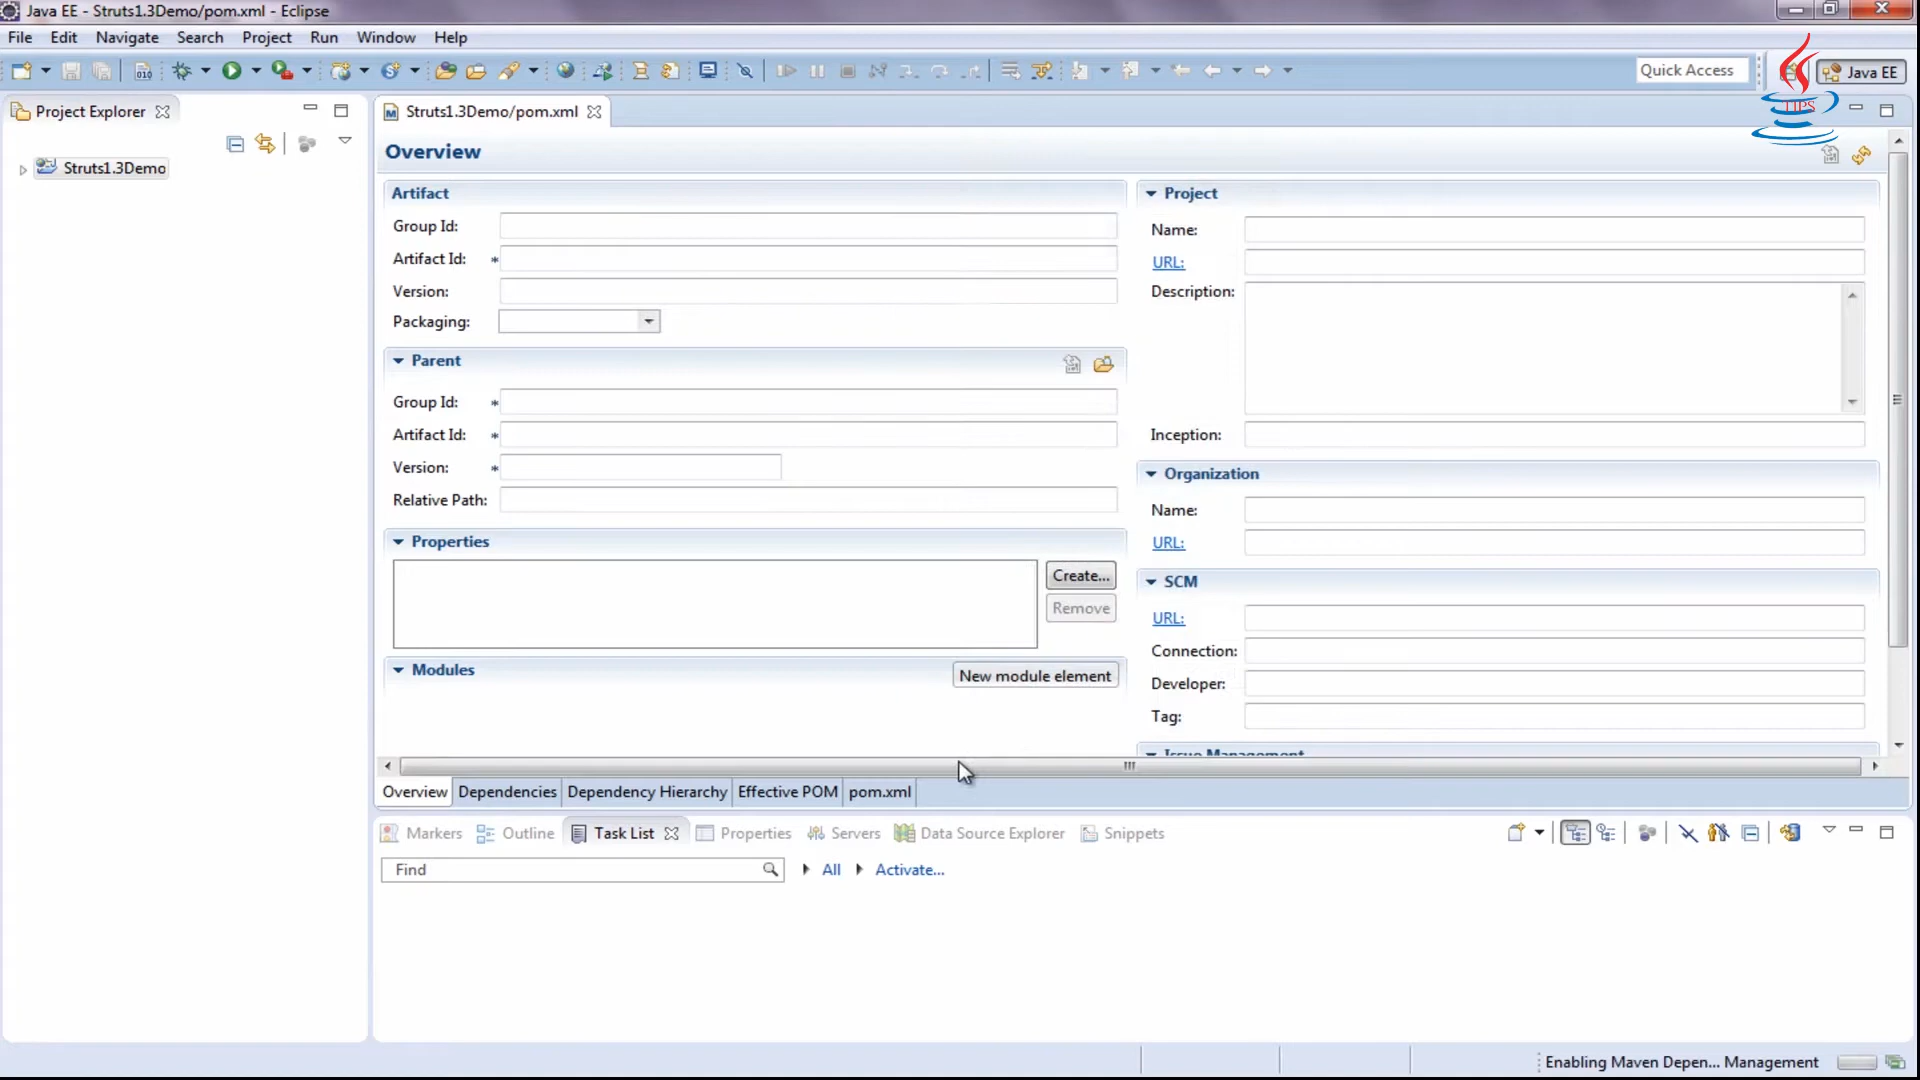 Java EE - Struts1.3Demo/pom.xml - Eclipse
File Edit Navigate Search Project Run Window Help
Quick Access
Java EE
TIPS
Project Explorer
Struts1.3Demo
Struts1.3Demo/pom.xml
Overview
Artifact
Group Id:
Artifact Id: *
Version:
Packaging:
Parent
Group Id: *
Artifact Id: *
Version: *
Relative Path:
Properties
Create...
Remove
Modules
New module element
Project
Name:
URL:
Description:
Inception:
Organization
Name:
URL:
SCM
URL:
Connection:
Developer:
Tag:
Issue Management
Overview Dependencies Dependency Hierarchy Effective POM pom.xml
Markers Outline Task List Properties Servers Data Source Explorer Snippets
Find All Activate...
Enabling Maven Depen... Management